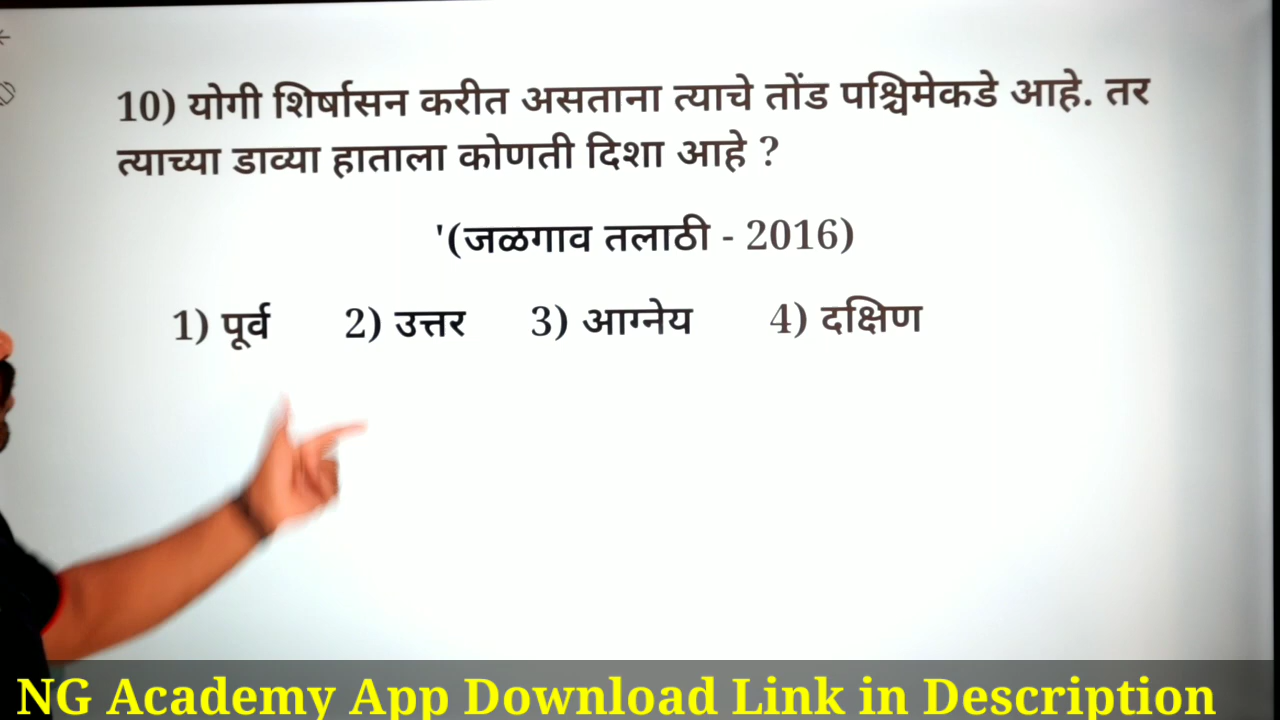 10) योगी शिर्षासन करीत असताना त्याचे तोंड पश्चिमेकडे आहे. तर
त्याच्या डाव्या हाताला कोणती दिशा आहे ?
'(जळगाव तलाठी - 2016)
1) पूर्व 2) उत्तर 3) आग्नेय 4) दक्षिण
NG Academy App Download Link in Description